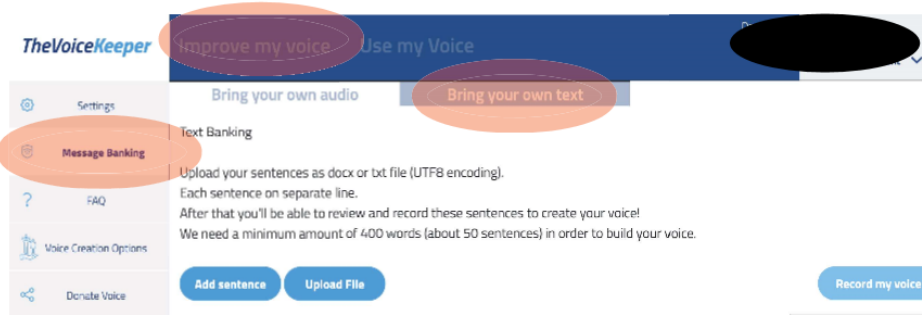 TheVoiceKeeper
Improve my voice Use my Voice
Bring your own audio Bring your own text
Settings
Message Banking
FAQ
Voice Creation Options
Donate Voice
Text Banking
Upload your sentences as docx or txt file (UTF8 encoding).
Each sentence on separate line.
After that you'll be able to review and record these sentences to create your voice!
We need a minimum amount of 400 words (about 50 sentences) in order to build your voice.
Add sentence Upload File
Record my voice